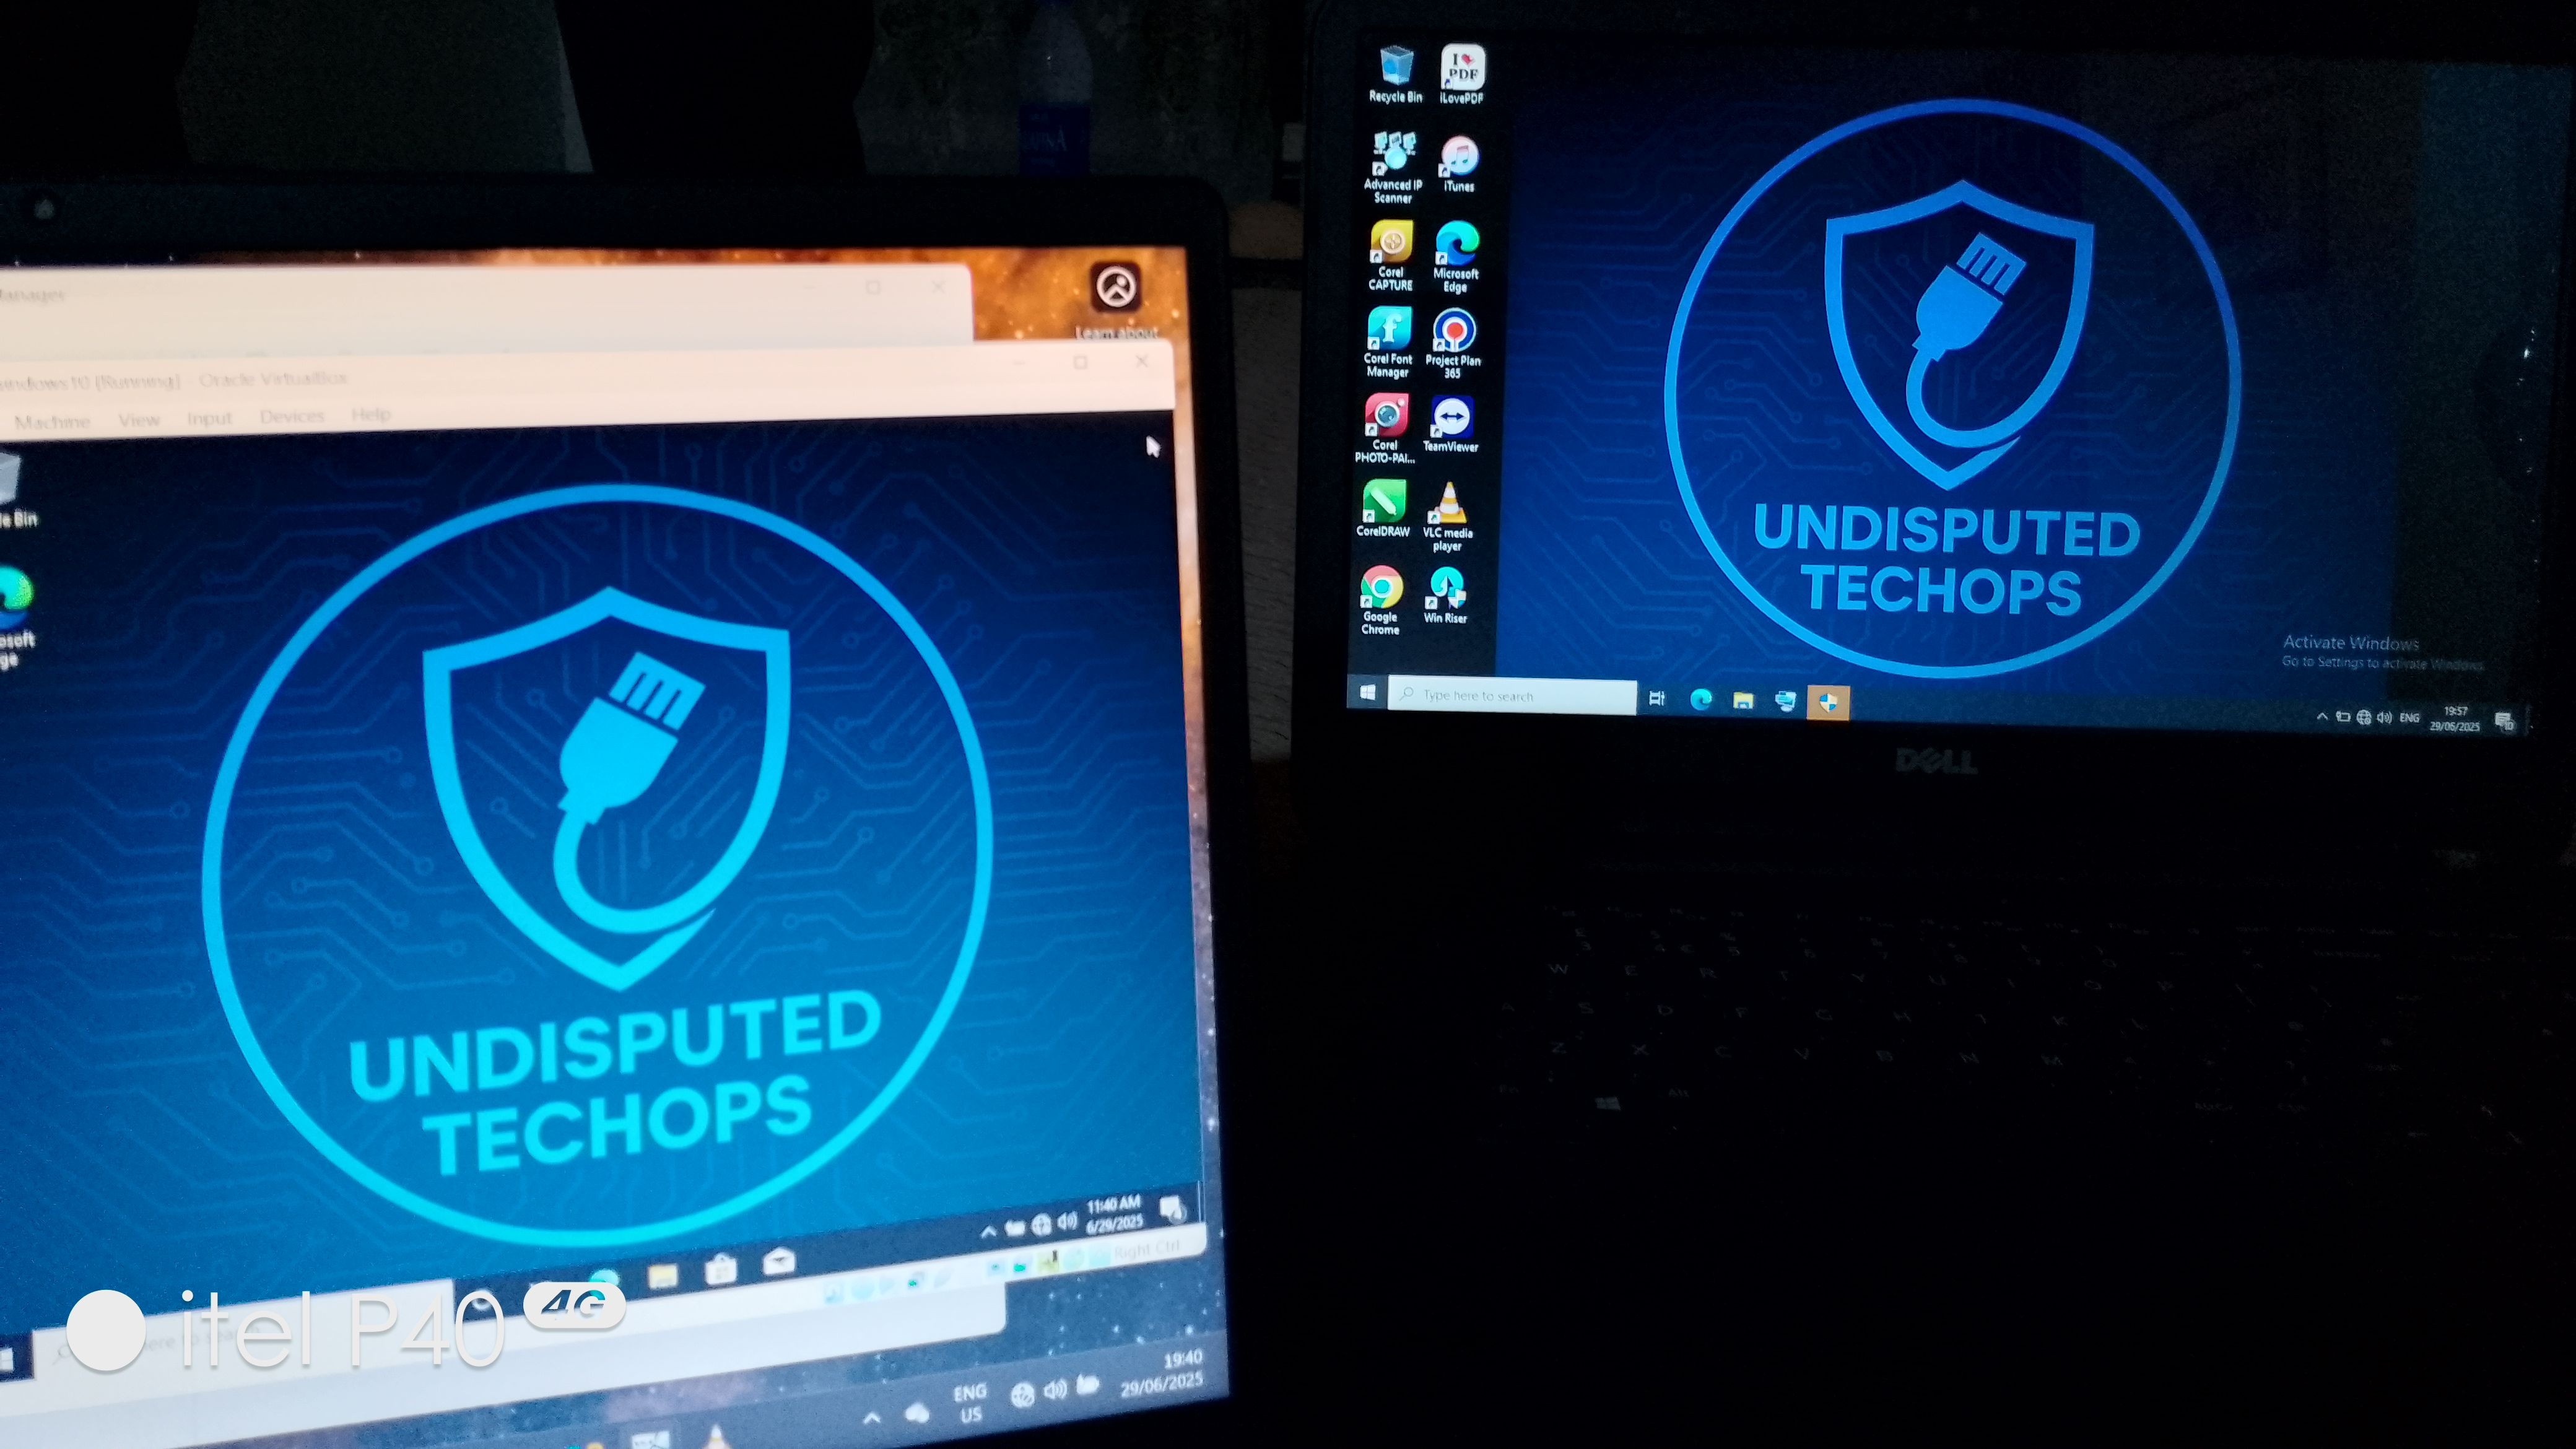 Manager
Learn about
Windows10 [Running] - Oracle VirtualBox
Machine View Input Devices Help
le Bin
osoft
ge
UNDISPUTED
TECHOPS
11:40 AM
6/29/2025
Right Ctrl
itel P40 4G
ENG
US
19:40
29/06/2025
Recycle Bin
I PDF
iLovePDF
Advanced IP
Scanner
iTunes
Corel
CAPTURE
Microsoft
Edge
Corel Font
Manager
Project Plan
365
Corel
PHOTO-PAI...
TeamViewer
CorelDRAW
VLC media
player
Google
Chrome
Win Riser
UNDISPUTED
TECHOPS
Activate Windows
Go to Settings to activate Windows.
Type here to search
ENG
19:57
29/06/2025
DELL
W E R T Y U I O P
A S D F G H J K L
Z X C V B N M
Alt